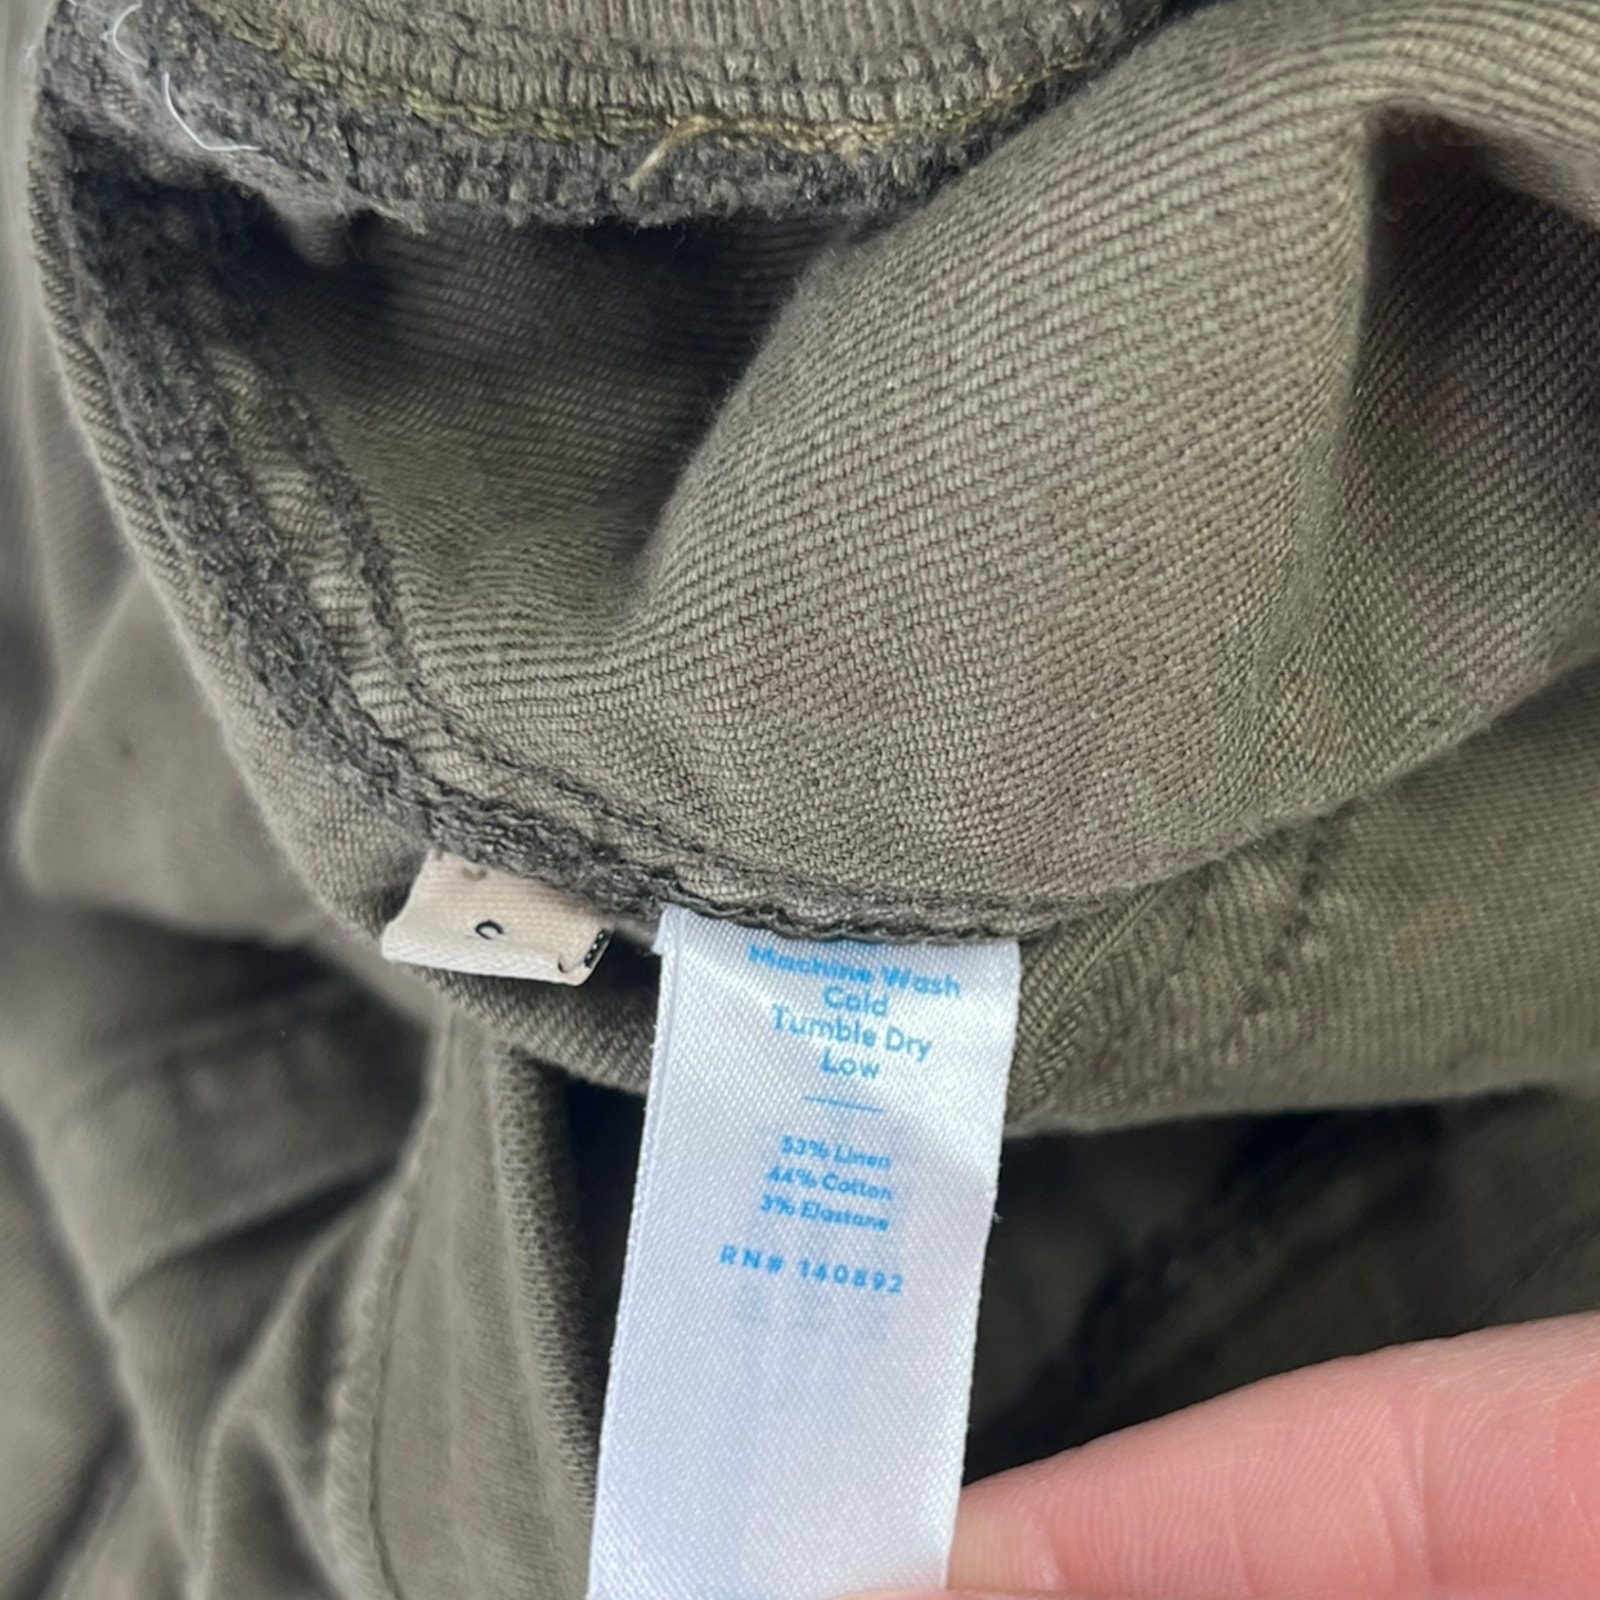 Machine Wash
Cold
Tumble Dry
Low
53% Linen
44% Cotton
3% Elastane
RN# 140892